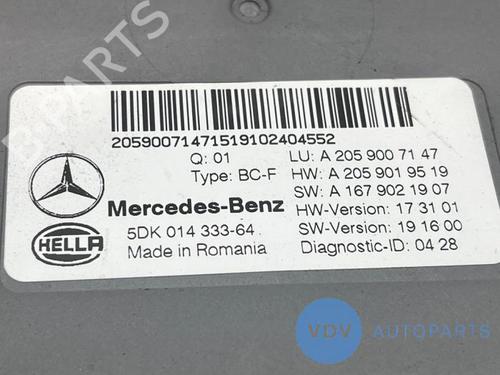 20590071471519102404552
Q: 01 LU: A 205 900 71 47
Type: BC-F HW: A 205 901 95 19
SW: A 167 902 19 07
Mercedes-Benz HW-Version: 17 31 01
HELLA 5DK 014 333-64 SW-Version: 19 16 00
Made in Romania Diagnostic-ID: 04 28
B-PARTS
VDV AUTOPARTS